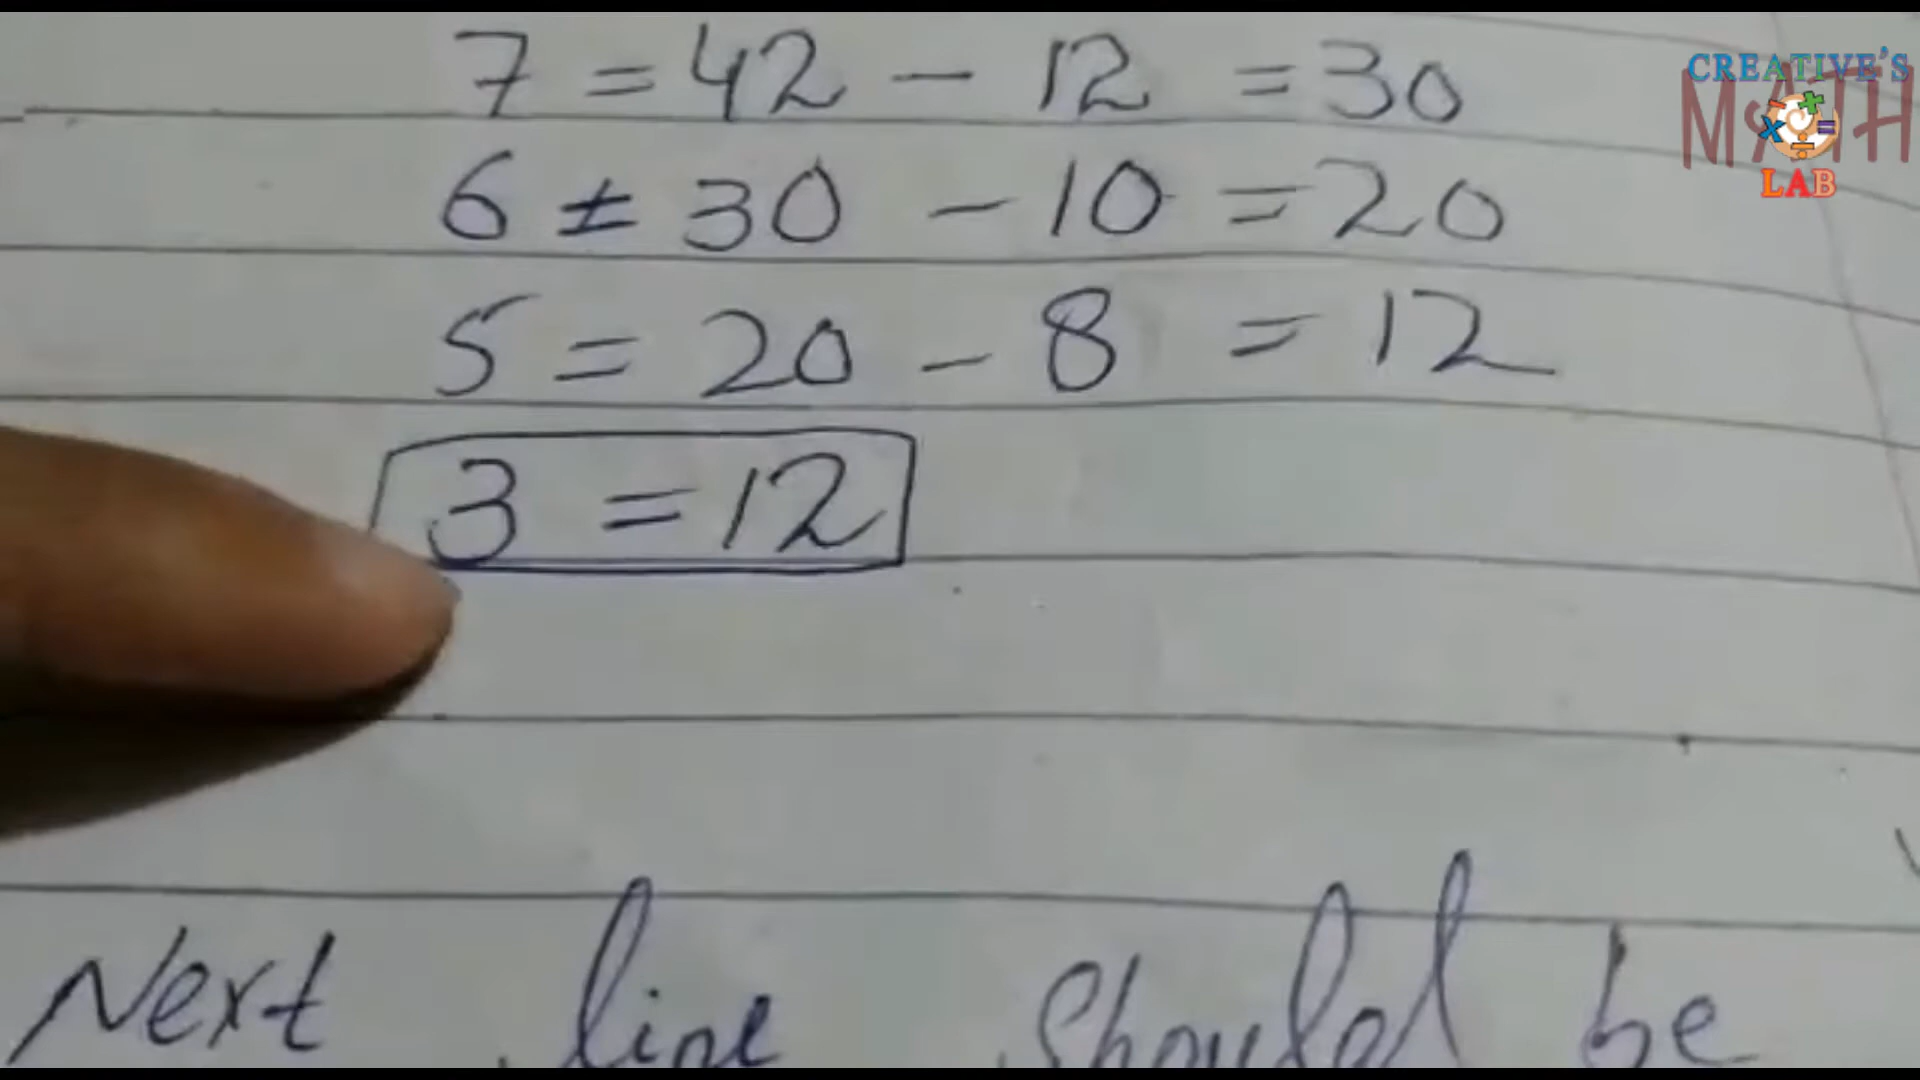 7 = 42 - 12 = 30
6 = 30 - 10 = 20
5 = 20 - 8 = 12
3 = 12
Next line should be
CREATIVE'S
MATH
LAB